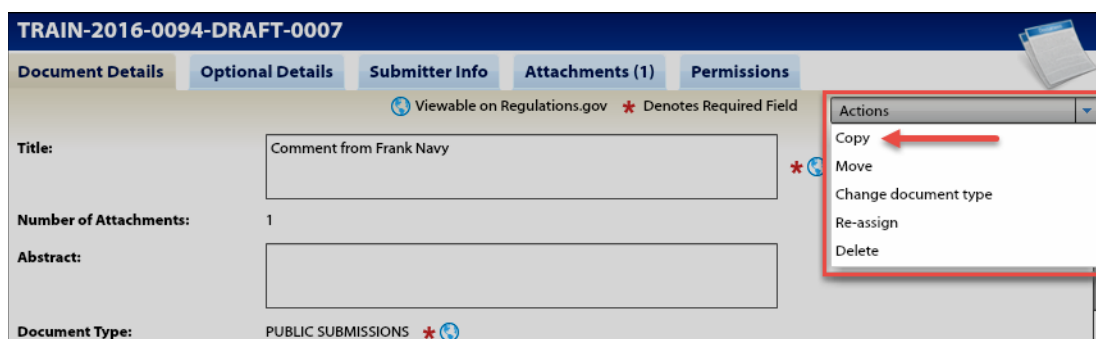 TRAIN-2016-0094-DRAFT-0007
Document Details Optional Details Submitter Info Attachments (1) Permissions
Viewable on Regulations.gov * Denotes Required Field
Actions
Copy
Move
Change document type
Re-assign
Delete
Title: Comment from Frank Navy *
Number of Attachments: 1
Abstract:
Document Type: PUBLIC SUBMISSIONS *